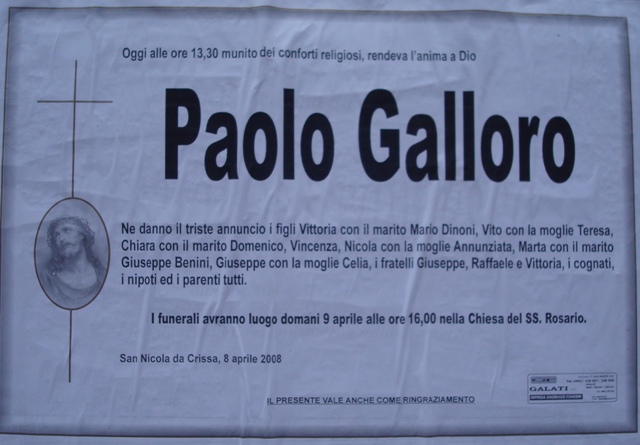 Oggi alle ore 13,30 munito dei conforti religiosi, rendeva l'anima a Dio
Paolo Galloro
Ne danno il triste annuncio i figli Vittoria con il marito Mario Dinoni, Vito con la moglie Teresa,
Chiara con il marito Domenico, Vincenza, Nicola con la moglie Annunziata, Marta con il marito
Giuseppe Benini, Giuseppe con la moglie Celia, i fratelli Giuseppe, Raffaele e Vittoria, i cognati,
i nipoti ed i parenti tutti.
I funerali avranno luogo domani 9 aprile alle ore 16,00 nella Chiesa del SS. Rosario.
San Nicola da Crissa, 8 aprile 2008
GALATI
IL PRESENTE VALE ANCHE COME RINGRAZIAMENTO